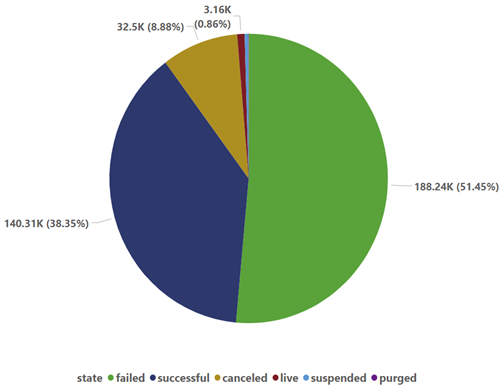 3.16K
(0.86%)
32.5K (8.88%)
188.24K (51.45%)
140.31K (38.35%)
state failed successful canceled live suspended purged